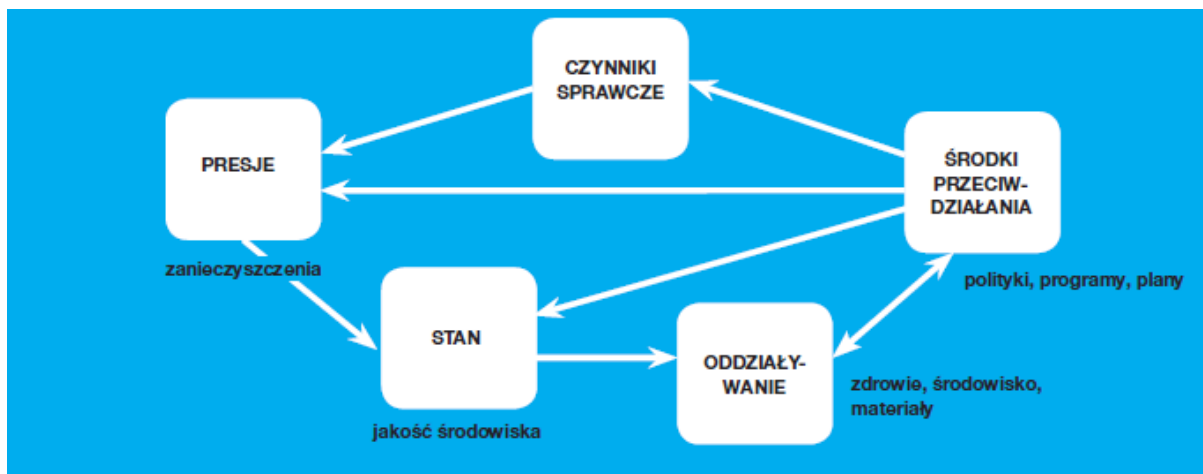 CZYNNIKI
SPRAWCZE
PRESJE
ŚRODKI
PRZECIW-
DZIAŁANIA
zanieczyszczenia
polityki, programy, plany
STAN
ODDZIAŁY-
WANIE
zdrowie, środowisko,
materiały
jakość środowiska